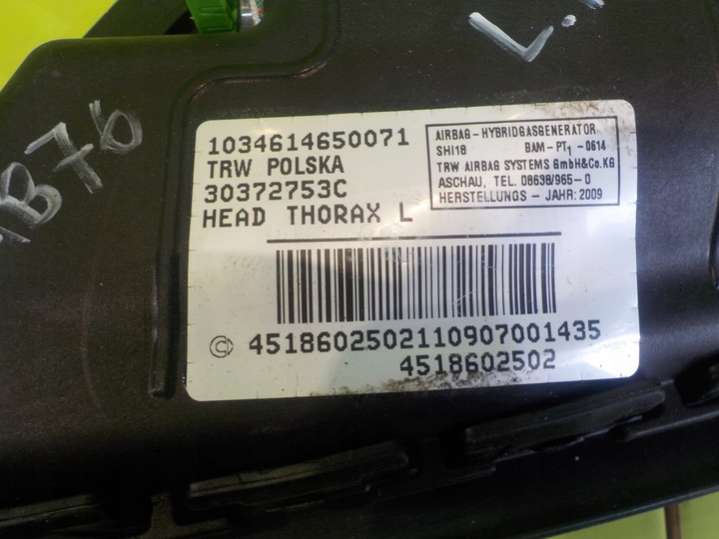 L.
1034614650071
TRW POLSKA
30372753C
HEAD THORAX L
AIRBAG - HYBRIDGASGENERATOR
SHI18 BAM-PT1-0614
TRW AIRBAG SYSTEMS GmbH&Co.KG
ASCHAU, TEL. 08638/965-0
HERSTELLUNGS - JAHR: 2009
4518602502110907001435
4518602502